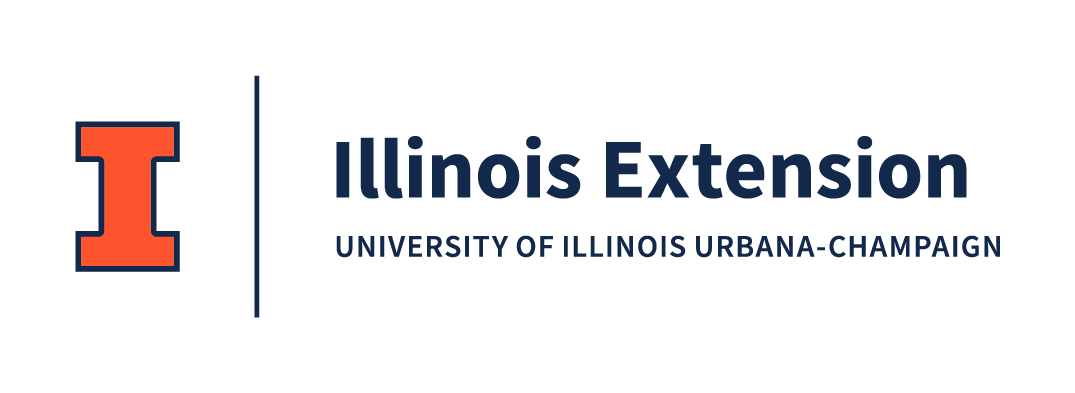 I
Illinois Extension
UNIVERSITY OF ILLINOIS URBANA-CHAMPAIGN